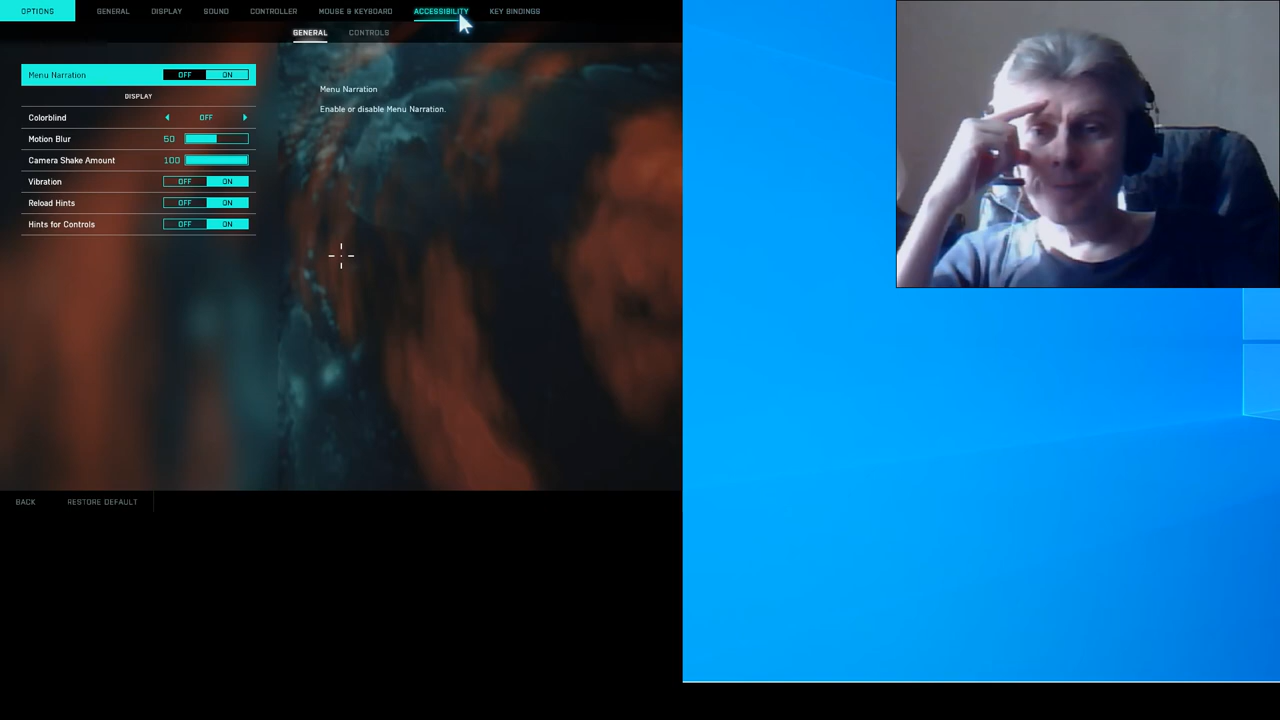 OPTIONS GENERAL DISPLAY SOUND CONTROLLER MOUSE & KEYBOARD ACCESSIBILITY KEY BINDINGS
GENERAL CONTROLS
Menu Narration OFF ON
DISPLAY
Colorblind OFF
Motion Blur 50
Camera Shake Amount 100
Vibration OFF ON
Reload Hints OFF ON
Hints for Controls OFF ON
Menu Narration
Enable or disable Menu Narration.
BACK RESTORE DEFAULT